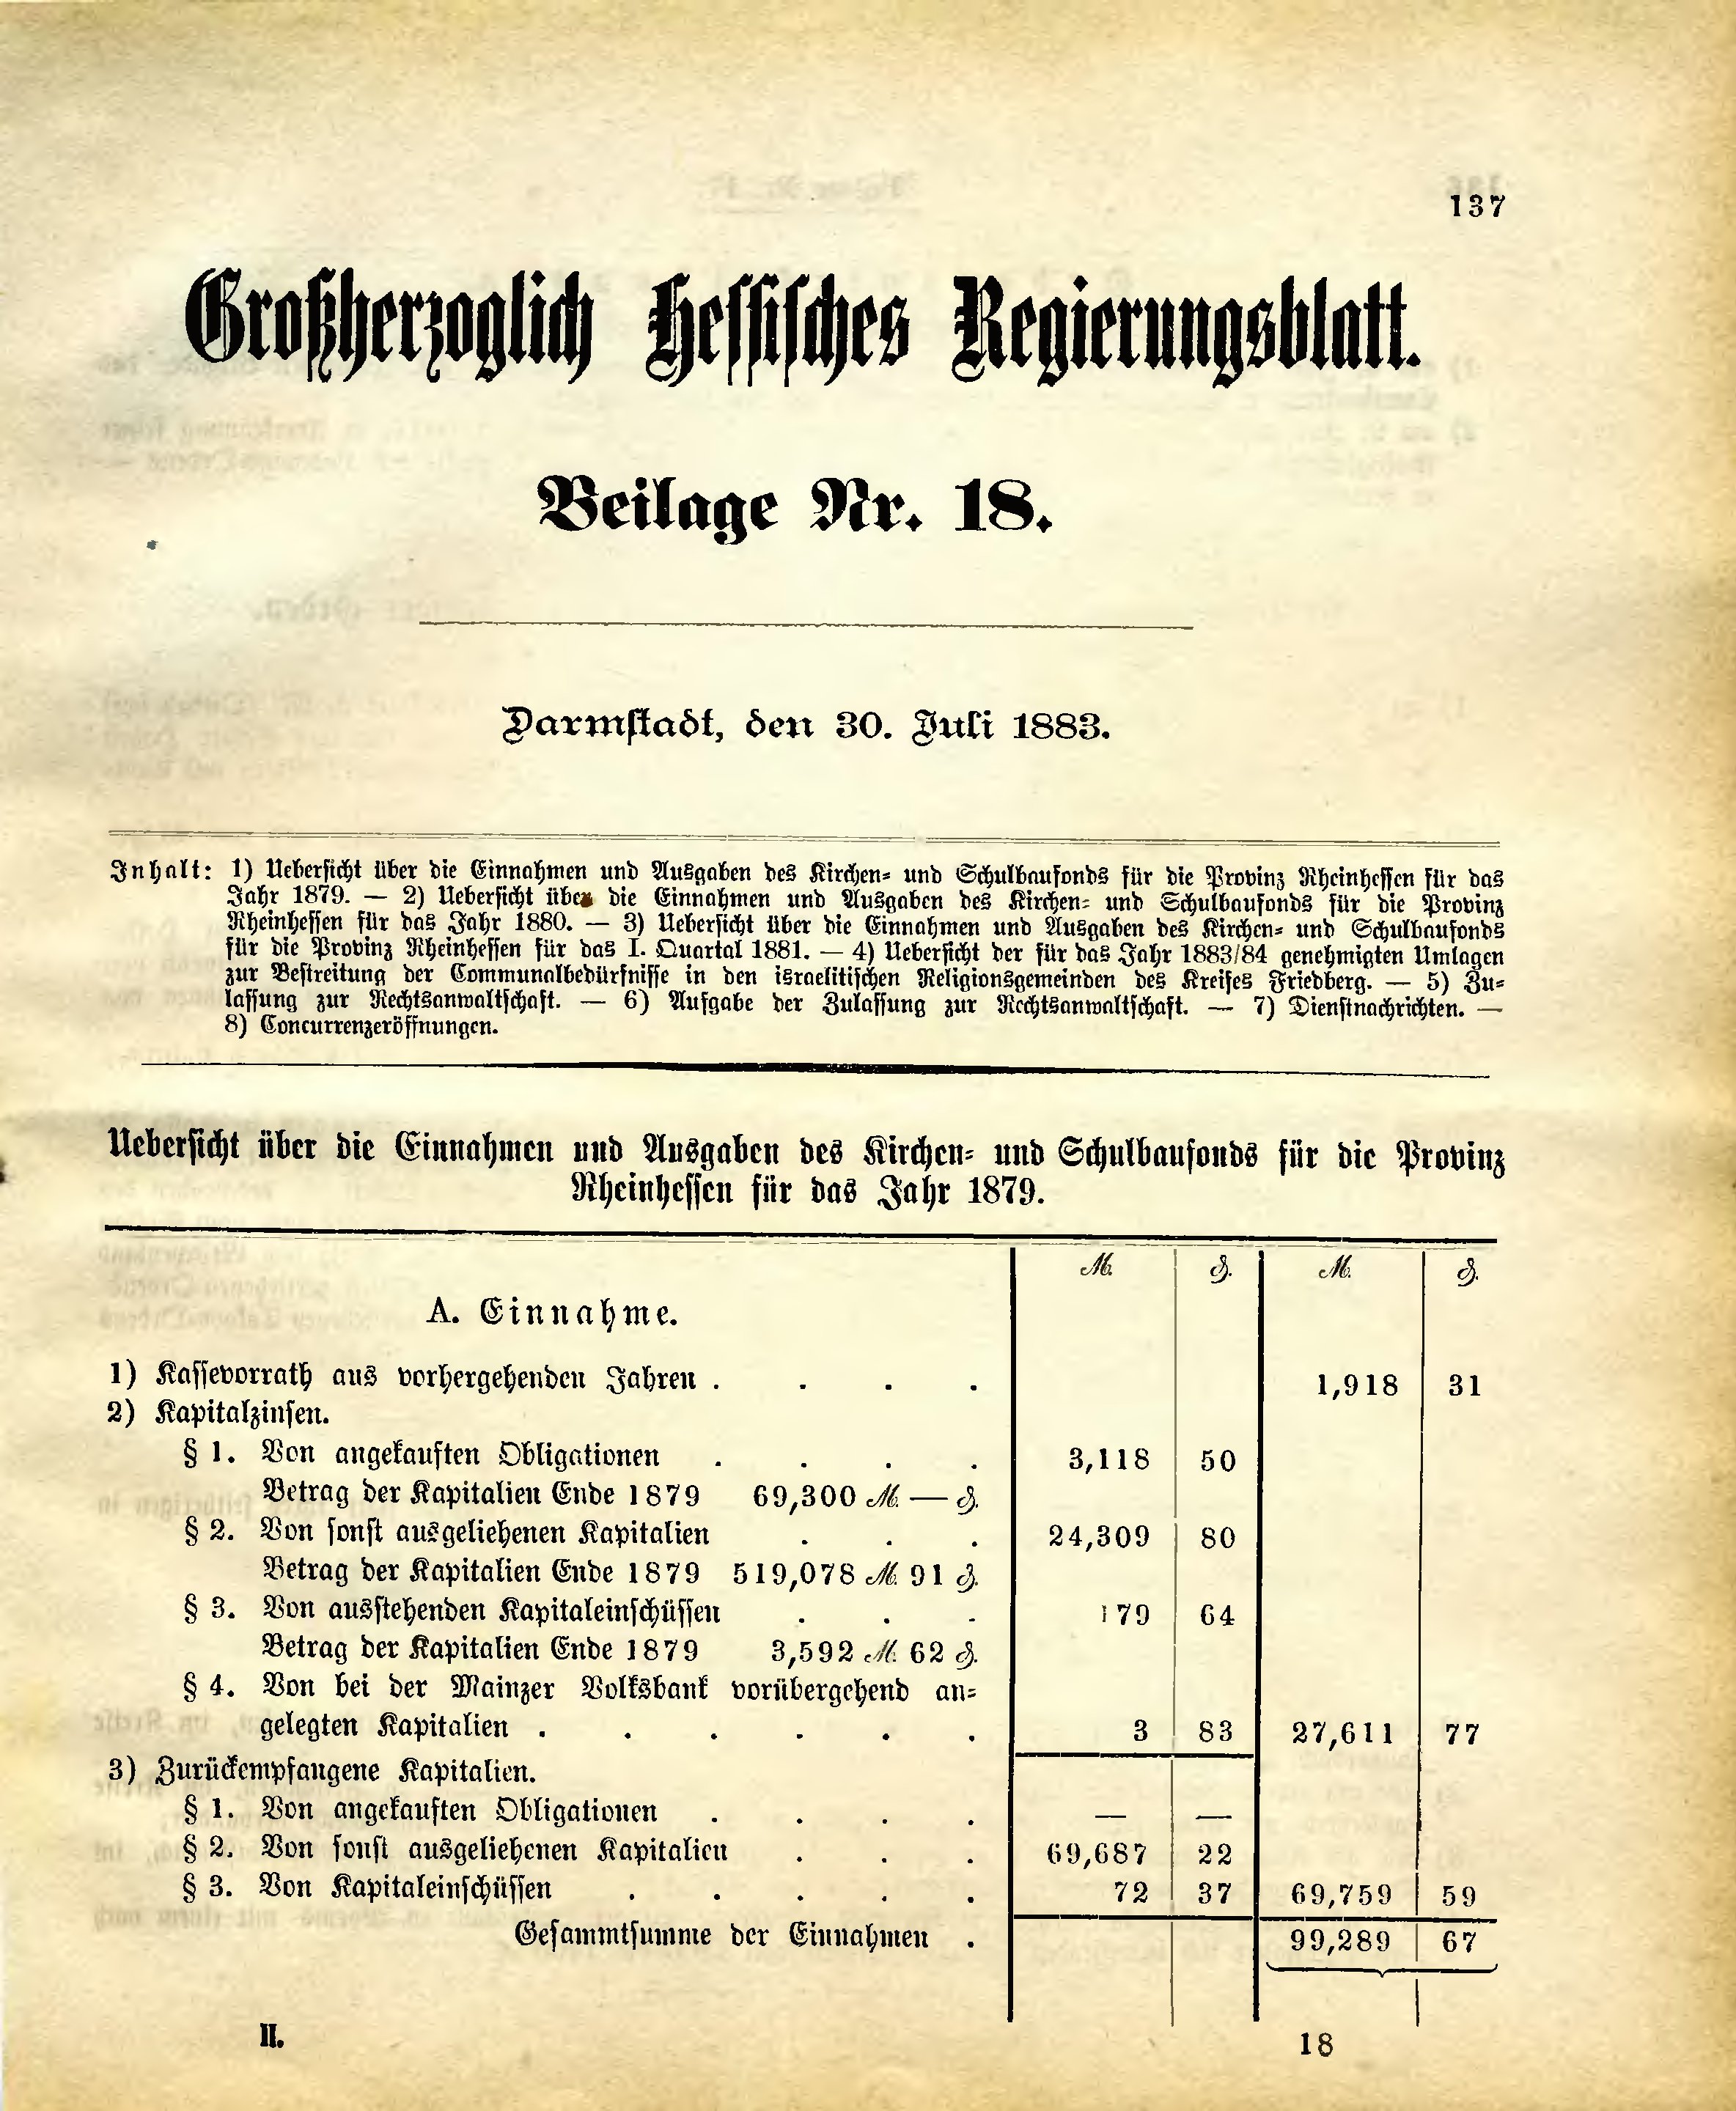 137
Großherzoglich Hessisches Regierungsblatt.
Beilage Nr. 18.
Darmstadt, den 30. Juli 1883.
Inhalt: 1) Uebersicht über die Einnahmen und Ausgaben des Kirchen- und Schulbaufonds für die Provinz Rheinhessen für das
Jahr 1879. — 2) Uebersicht über die Einnahmen und Ausgaben des Kirchen- und Schulbaufonds für die Provinz
Rheinhessen für das Jahr 1880. — 3) Uebersicht über die Einnahmen und Ausgaben des Kirchen- und Schulbaufonds
für die Provinz Rheinhessen für das I. Quartal 1881. — 4) Uebersicht der für das Jahr 1883/84 genehmigten Umlagen
zur Bestreitung der Communalbedürfnisse in den israelitischen Religionsgemeinden des Kreises Friedberg. — 5) Zu-
lassung zur Rechtsanwaltschaft. — 6) Aufgabe der Zulassung zur Rechtsanwaltschaft. — 7) Dienstnachrichten. —
8) Concurrenzeröffnungen.
Uebersicht über die Einnahmen und Ausgaben des Kirchen- und Schulbaufonds für die Provinz
Rheinhessen für das Jahr 1879.
ℳ. ₰. ℳ. ₰.
A. Einnahme.
1) Kassevorrath aus vorhergehenden Jahren . . . . 1,918 31
2) Kapitalzinsen.
§ 1. Von angekauften Obligationen . . . . 3,118 50
Betrag der Kapitalien Ende 1879 69,300 ℳ. — ₰.
§ 2. Von sonst ausgeliehenen Kapitalien . . . 24,309 80
Betrag der Kapitalien Ende 1879 519,078 ℳ. 91 ₰.
§ 3. Von ausstehenden Kapitaleinschüssen . . . 179 64
Betrag der Kapitalien Ende 1879 3,592 ℳ. 62 ₰.
§ 4. Von bei der Mainzer Volksbank vorübergehend an-
gelegten Kapitalien . . . . . . 3 83 27,611 77
3) Zurückempfangene Kapitalien.
§ 1. Von angekauften Obligationen . . . . — —
§ 2. Von sonst ausgeliehenen Kapitalien . . . 69,687 22
§ 3. Von Kapitaleinschüssen . . . . . 72 37 69,759 59
Gesammtsumme der Einnahmen . 99,289 67
II. 18